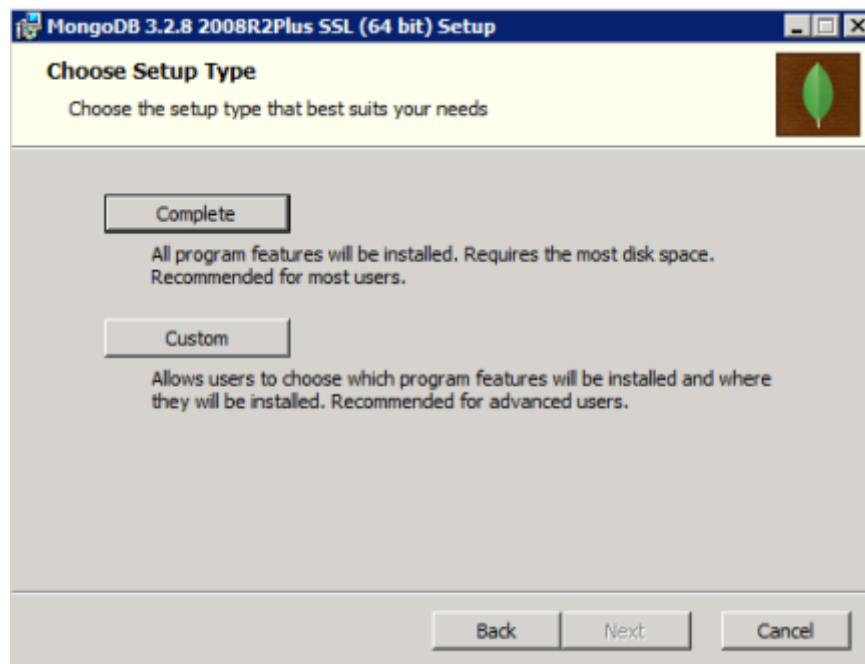 MongoDB 3.2.8 2008R2Plus SSL (64 bit) Setup
Choose Setup Type
Choose the setup type that best suits your needs
Complete
All program features will be installed. Requires the most disk space.
Recommended for most users.
Custom
Allows users to choose which program features will be installed and where
they will be installed. Recommended for advanced users.
Back Next Cancel